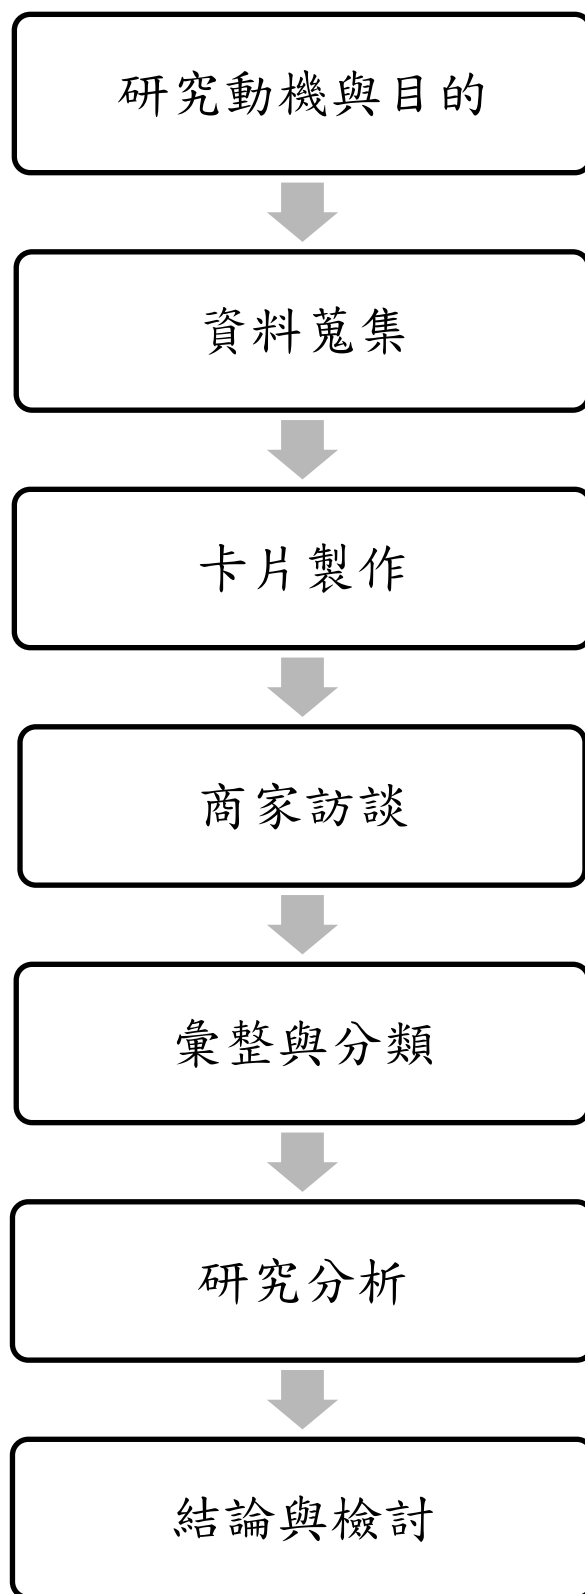 研究動機與目的
資料蒐集
卡片製作
商家訪談
彙整與分類
研究分析
結論與檢討